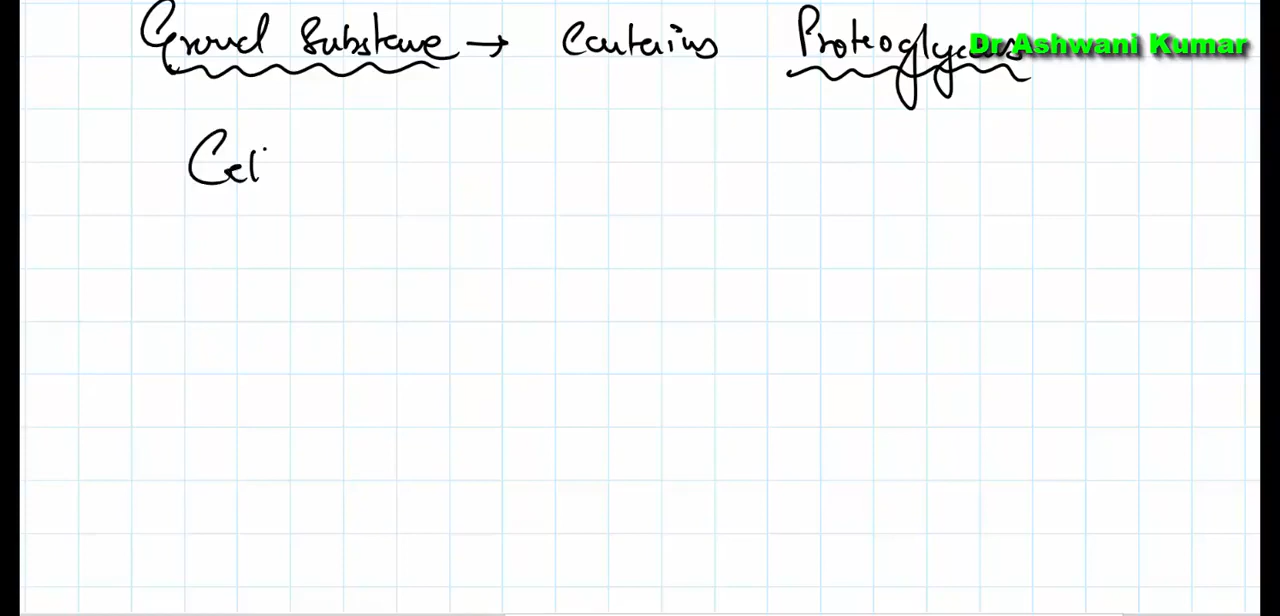 Ground Substance → Contains Proteoglycans
Dr.Ashwani Kumar
Cel